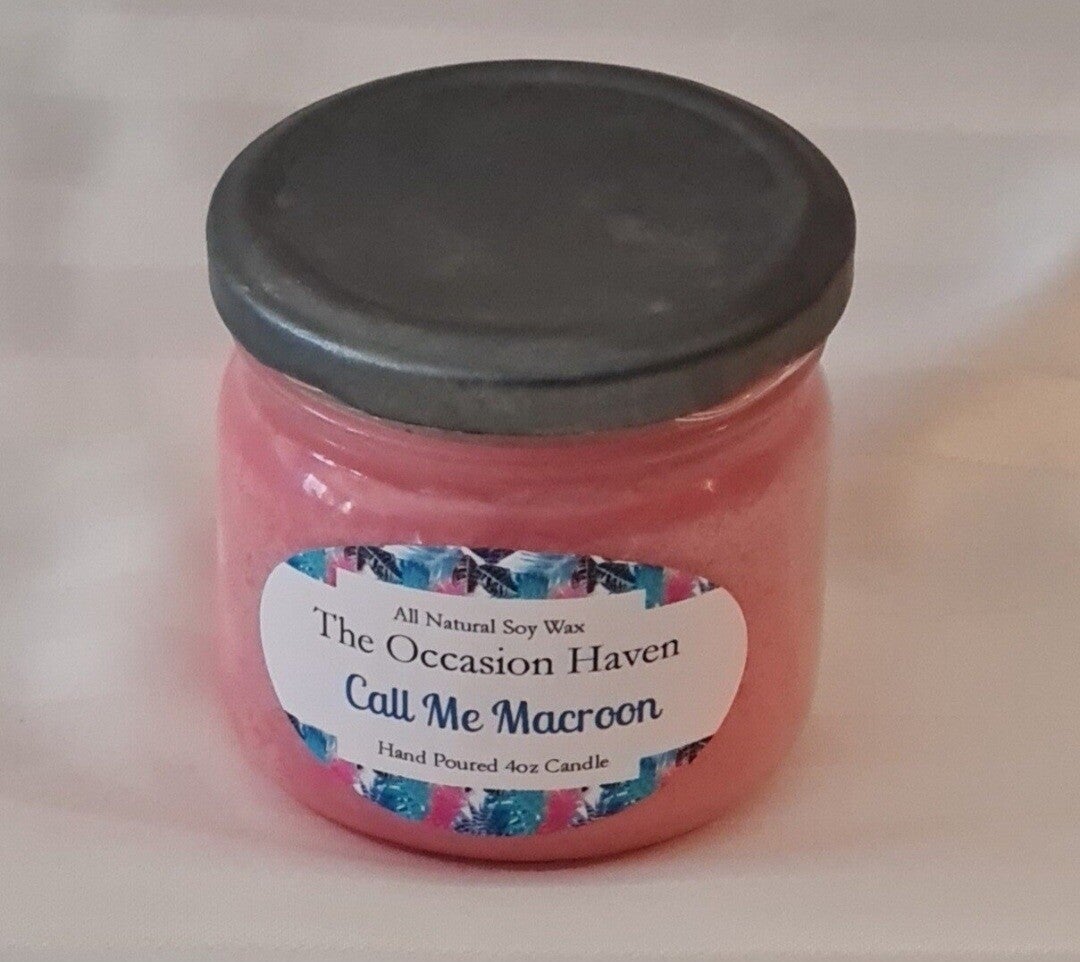 All Natural Soy Wax
The Occasion Haven
Call Me Macroon
Hand Poured 4oz Candle